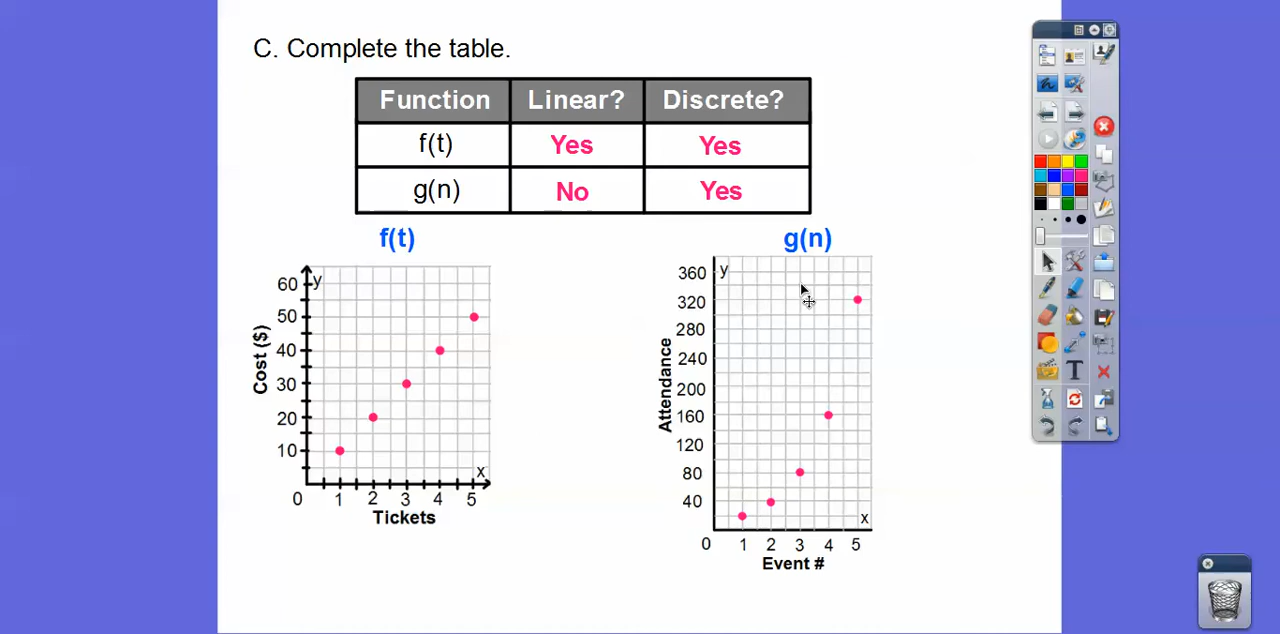 C. Complete the table.
Function Linear? Discrete?
f(t) Yes Yes
g(n) No Yes
f(t)
y
60
50
40
30
20
10
0 1 2 3 4 5
x
Cost ($)
Tickets
g(n)
y
360
320
280
240
200
160
120
80
40
0 1 2 3 4 5
x
Attendance
Event #
T